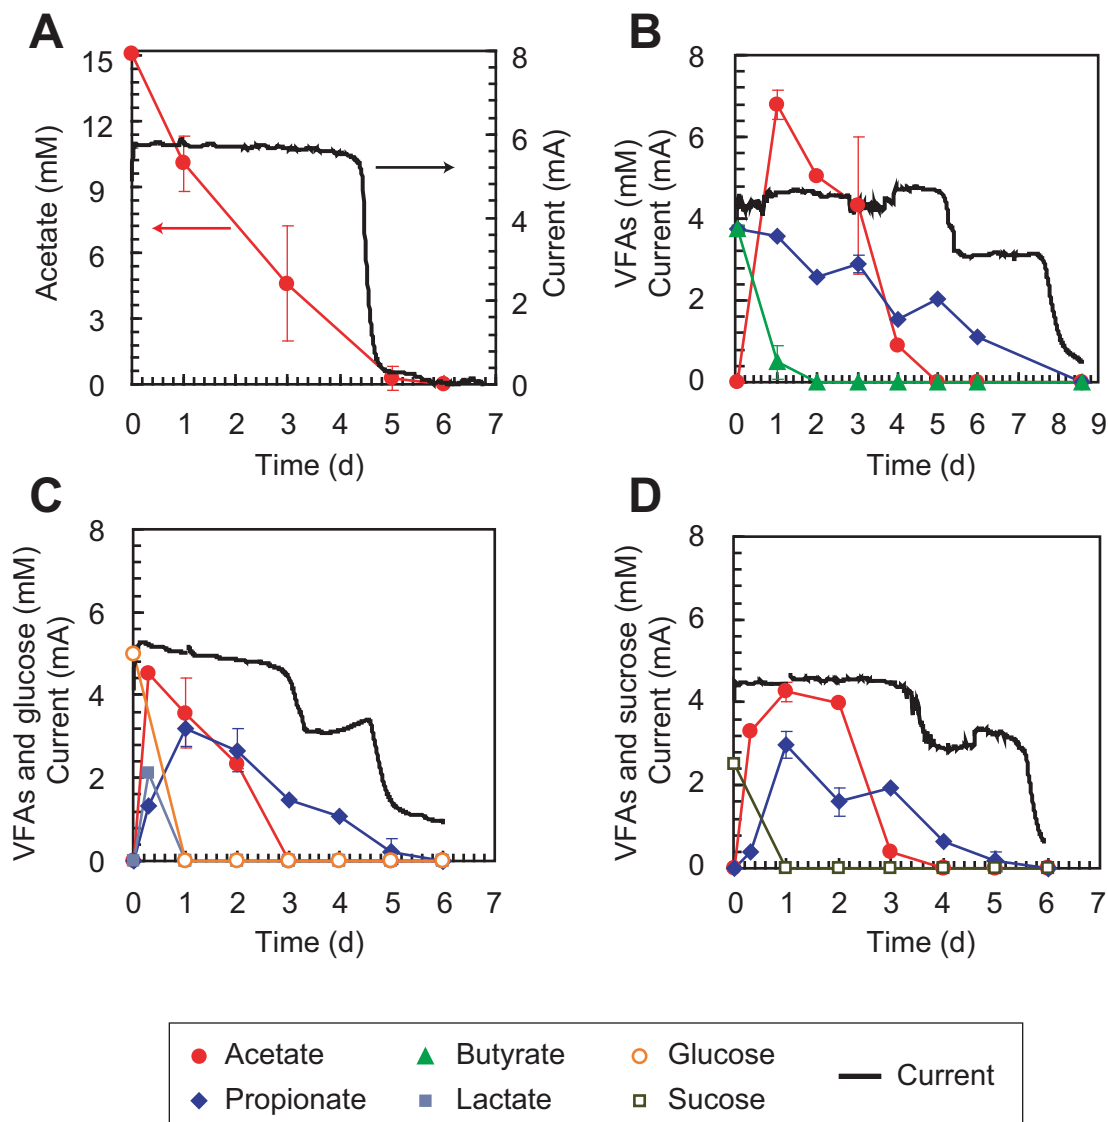 A
15
12
9
6
3
0
Acetate (mM)
8
6
4
2
0
Current (mA)
0 1 2 3 4 5 6 7
Time (d)
B
8
6
4
2
0
VFAs (mM)
Current (mA)
0 1 2 3 4 5 6 7 8 9
Time (d)
C
8
6
4
2
0
VFAs and glucose (mM)
Current (mA)
0 1 2 3 4 5 6 7
Time (d)
D
8
6
4
2
0
VFAs and sucrose (mM)
Current (mA)
0 1 2 3 4 5 6 7
Time (d)
Acetate Butyrate Glucose
Current
Propionate Lactate Sucose